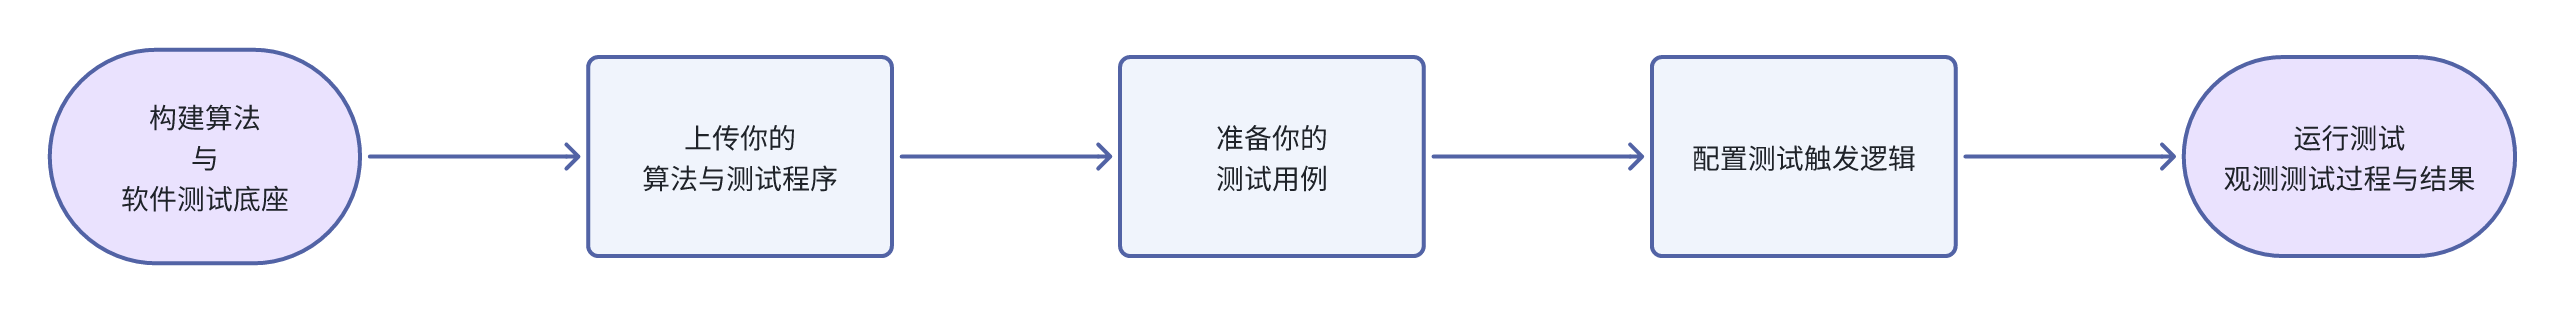 构建算法
与
软件测试底座
上传你的
算法与测试程序
准备你的
测试用例
配置测试触发逻辑
运行测试
观测测试过程与结果